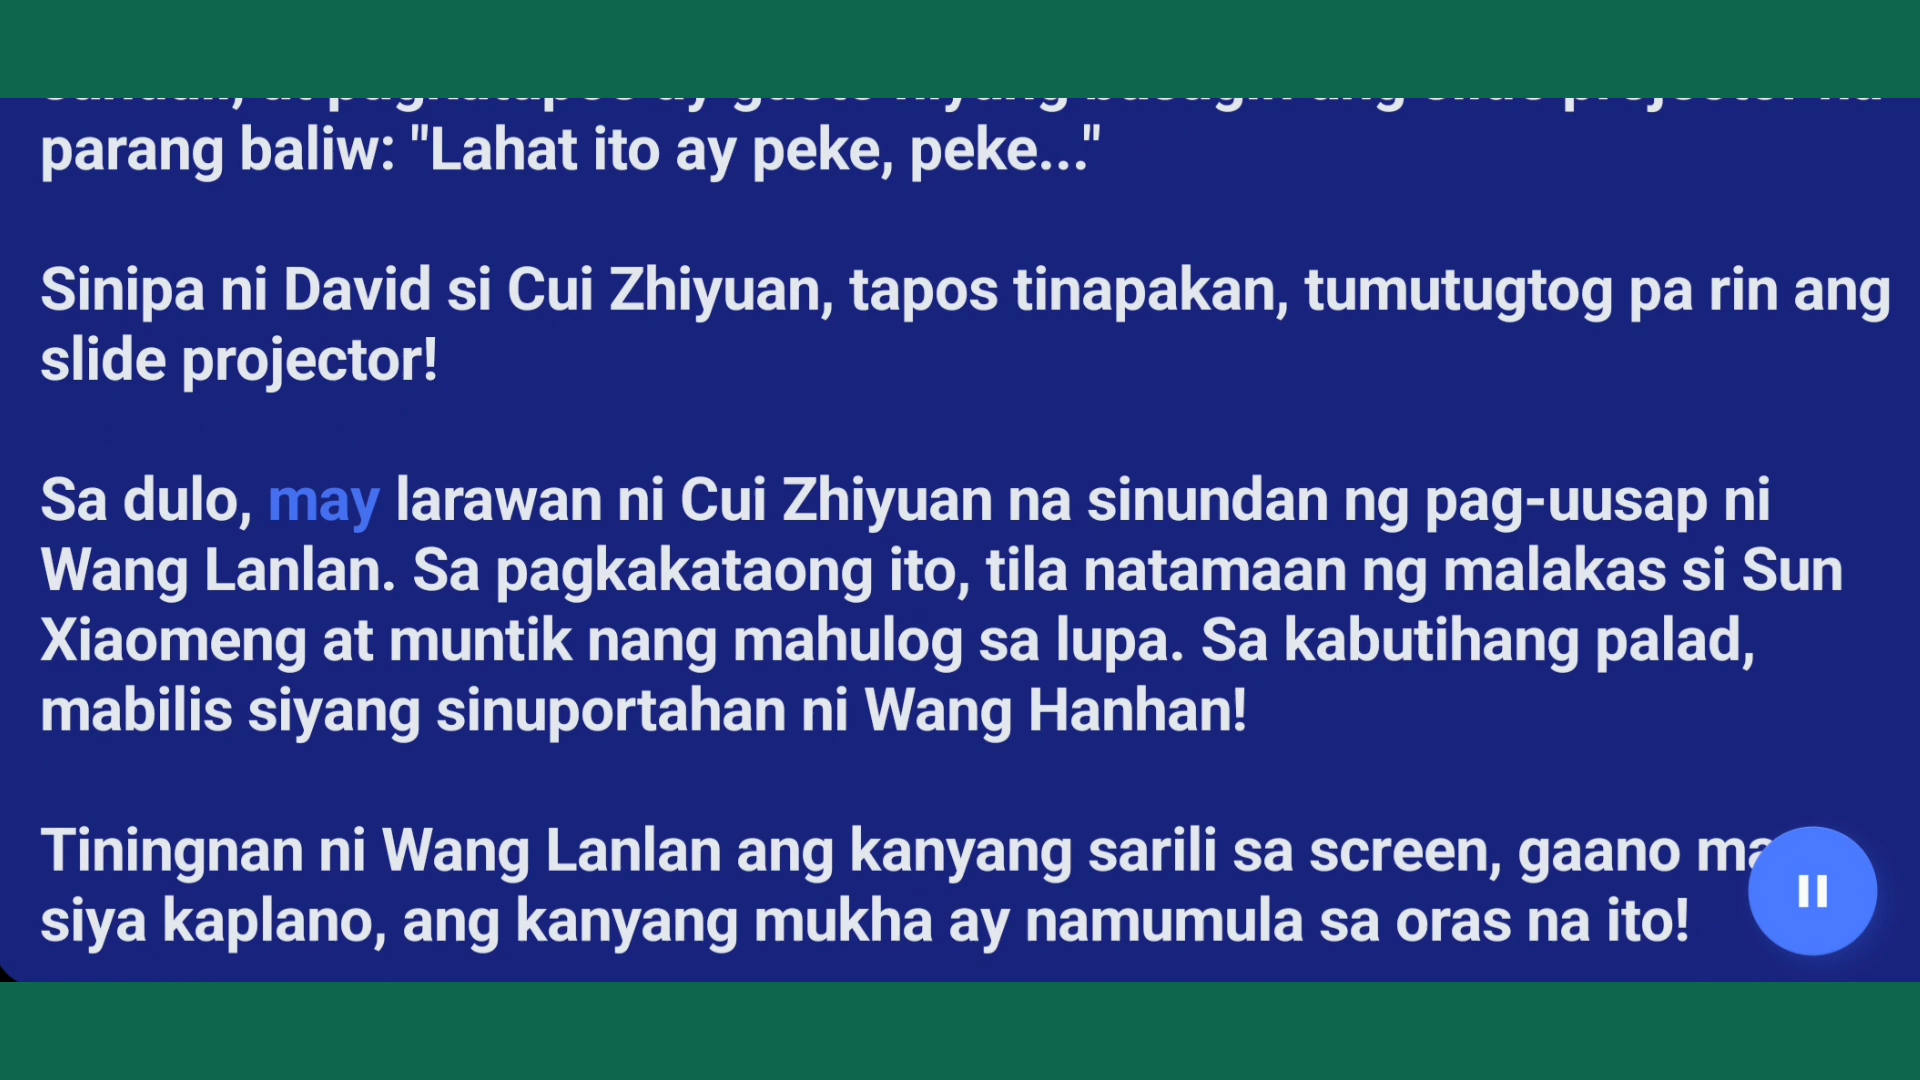 parang baliw: "Lahat ito ay peke, peke..."
Sinipa ni David si Cui Zhiyuan, tapos tinapakan, tumutugtog pa rin ang
slide projector!
Sa dulo, may larawan ni Cui Zhiyuan na sinundan ng pag-uusap ni
Wang Lanlan. Sa pagkakataong ito, tila natamaan ng malakas si Sun
Xiaomeng at muntik nang mahulog sa lupa. Sa kabutihang palad,
mabilis siyang sinuportahan ni Wang Hanhan!
Tiningnan ni Wang Lanlan ang kanyang sarili sa screen, gaano
siya kaplano, ang kanyang mukha ay namumula sa oras na ito!